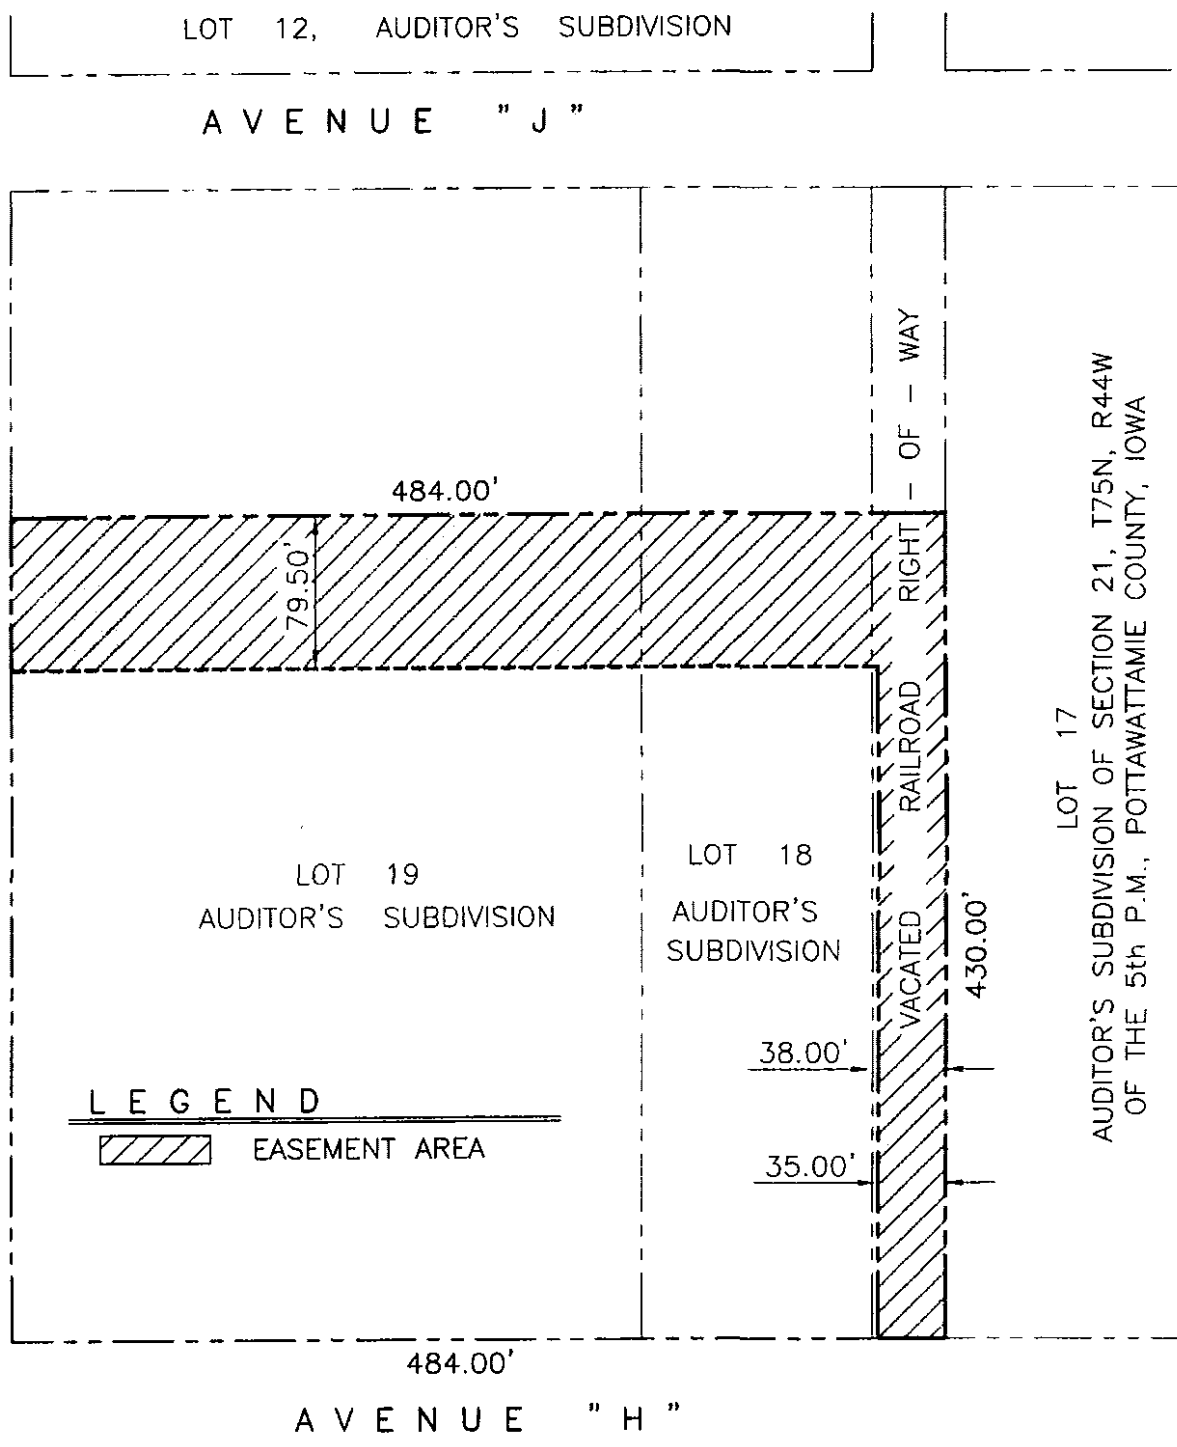 LOT 12, AUDITOR'S SUBDIVISION
AVENUE "J"
484.00'
79.50'
VACATED RAILROAD RIGHT - OF - WAY
LOT 19
AUDITOR'S SUBDIVISION
LOT 18
AUDITOR'S
SUBDIVISION
430.00'
LOT 17
AUDITOR'S SUBDIVISION OF SECTION 21, T75N, R44W
OF THE 5th P.M., POTTAWATTAMIE COUNTY, IOWA
38.00'
35.00'
LEGEND
EASEMENT AREA
484.00'
AVENUE "H"